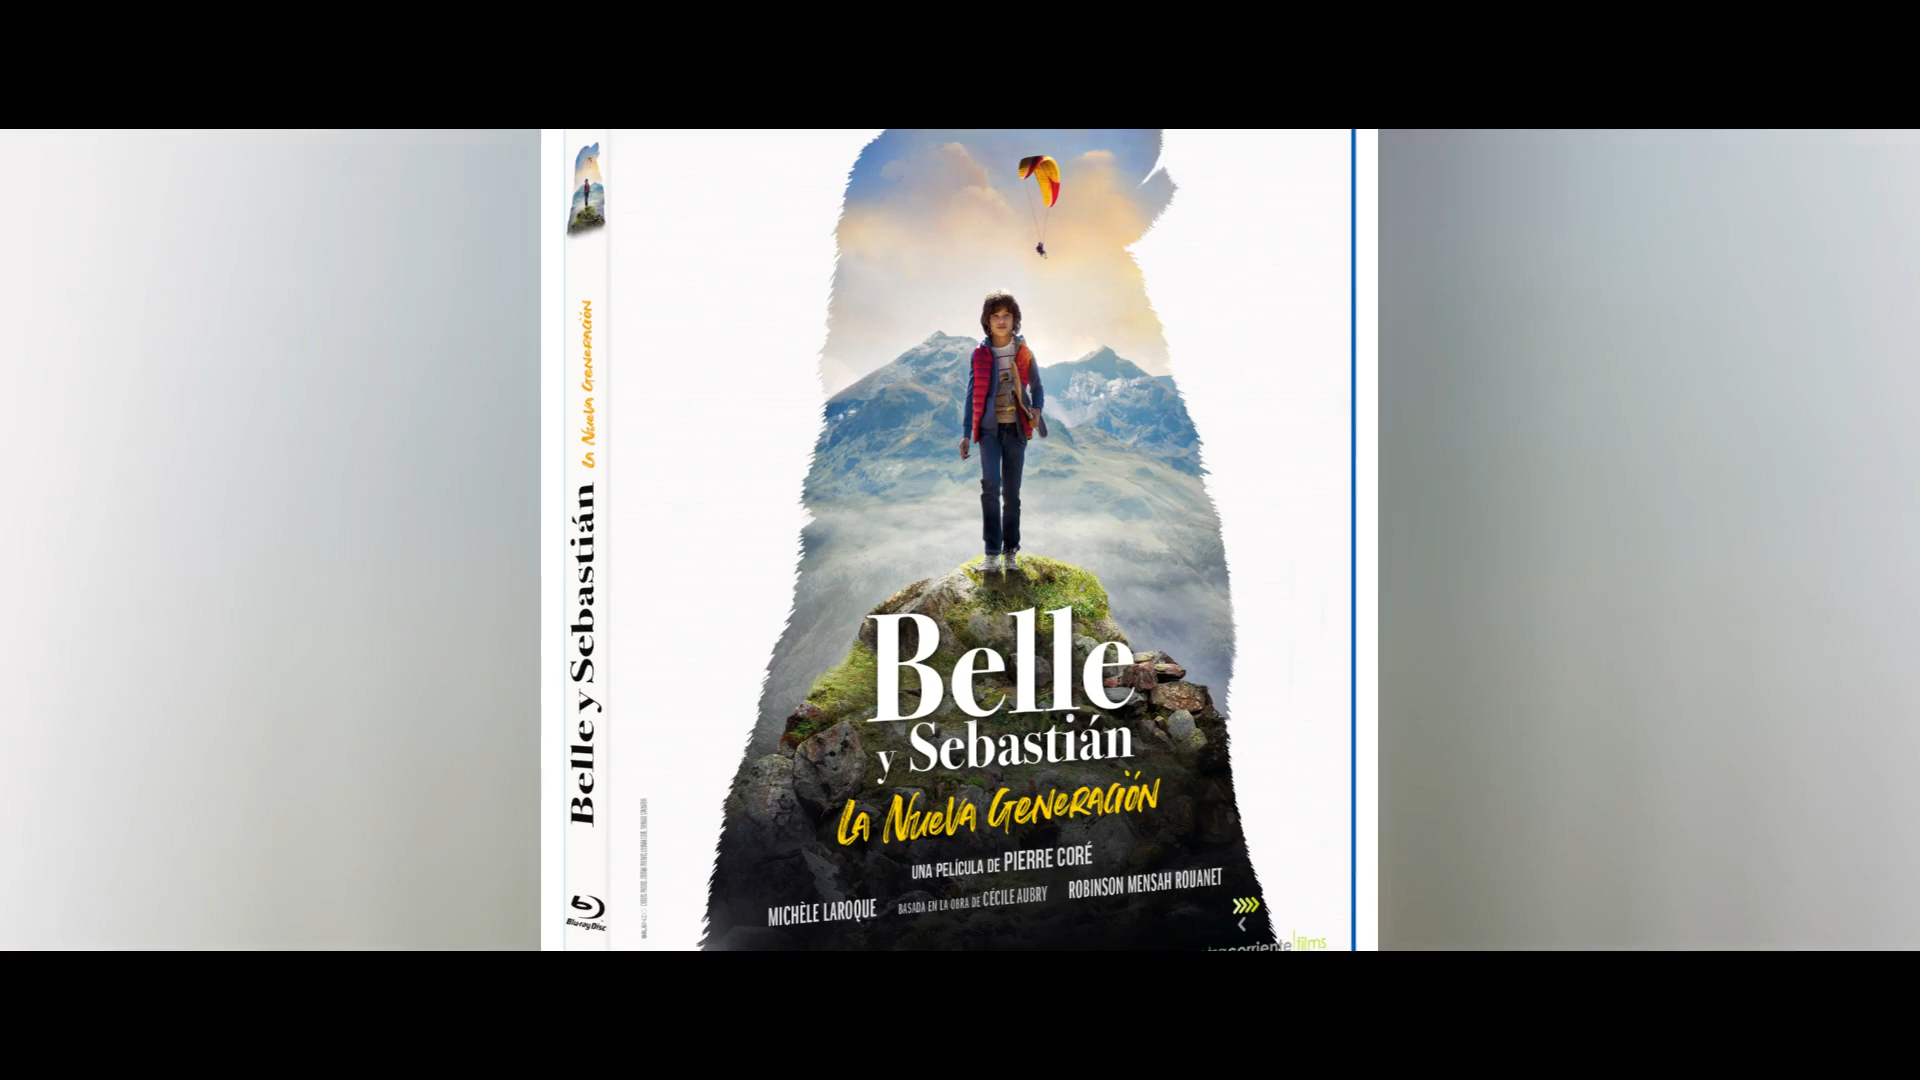 Belle y Sebastián La Nueva Generación
Blu-ray Disc
Belle
y Sebastián
La Nueva Generación
UNA PELÍCULA DE PIERRE CORÉ
MICHÈLE LAROQUE
BASADA EN LA OBRA DE CÉCILE AUBRY
ROBINSON MENSAH ROUANET
films